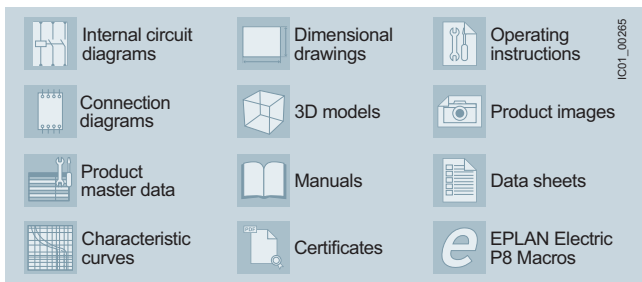 Internal circuit
diagrams
Dimensional
drawings
Operating
instructions
IC01_00265
Connection
diagrams
3D models
Product images
Product
master data
Manuals
Data sheets
Characteristic
curves
PDF
Certificates
e
EPLAN Electric
P8 Macros